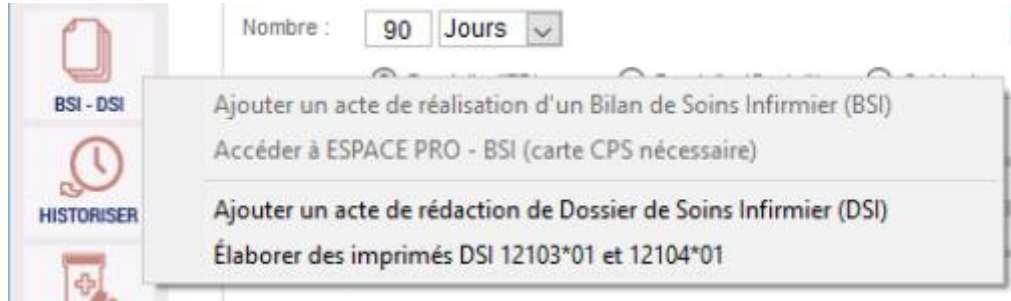 Nombre : 90 Jours
BSI - DSI
Ajouter un acte de réalisation d'un Bilan de Soins Infirmier (BSI)
Accéder à ESPACE PRO - BSI (carte CPS nécessaire)
HISTORISER
Ajouter un acte de rédaction de Dossier de Soins Infirmier (DSI)
Élaborer des imprimés DSI 12103*01 et 12104*01